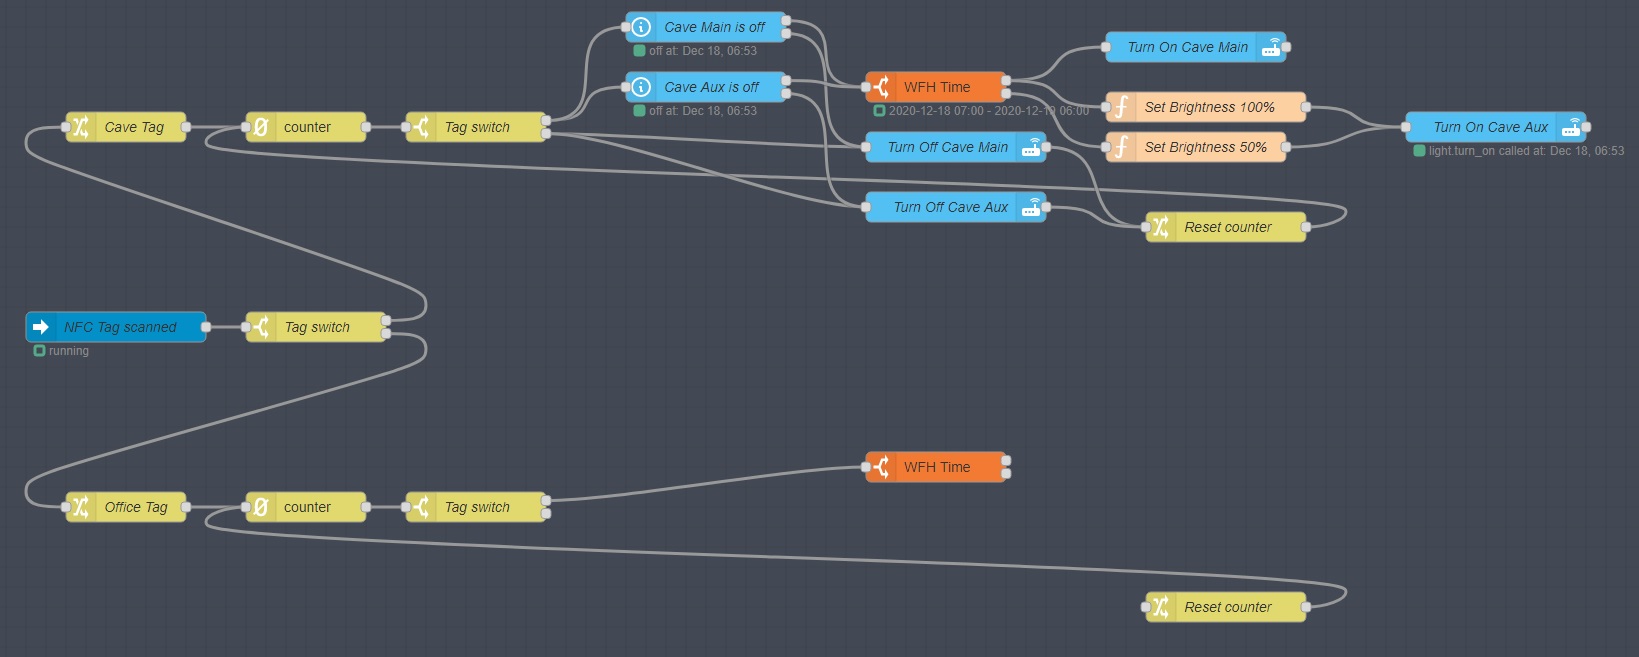 Cave Main is off
off at: Dec 18, 06:53
Turn On Cave Main
Cave Aux is off
off at: Dec 18, 06:53
WFH Time
2020-12-18 07:00 - 2020-12-19 06:00
Set Brightness 100%
Cave Tag
counter
Tag switch
Turn Off Cave Main
Set Brightness 50%
Turn On Cave Aux
light.turn_on called at: Dec 18, 06:53
Turn Off Cave Aux
Reset counter
NFC Tag scanned
running
Tag switch
WFH Time
Office Tag
counter
Tag switch
Reset counter